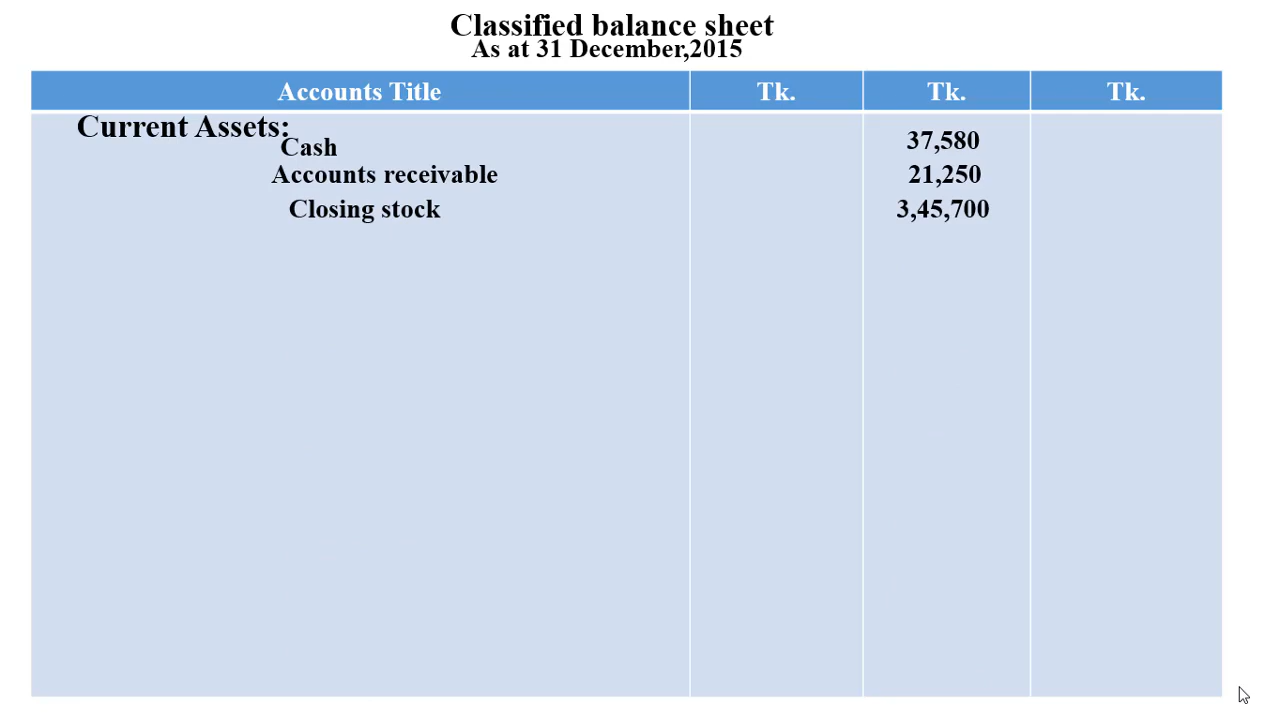 Classified balance sheet
As at 31 December,2015
Accounts Title Tk. Tk. Tk.
Current Assets:
Cash 37,580
Accounts receivable 21,250
Closing stock 3,45,700